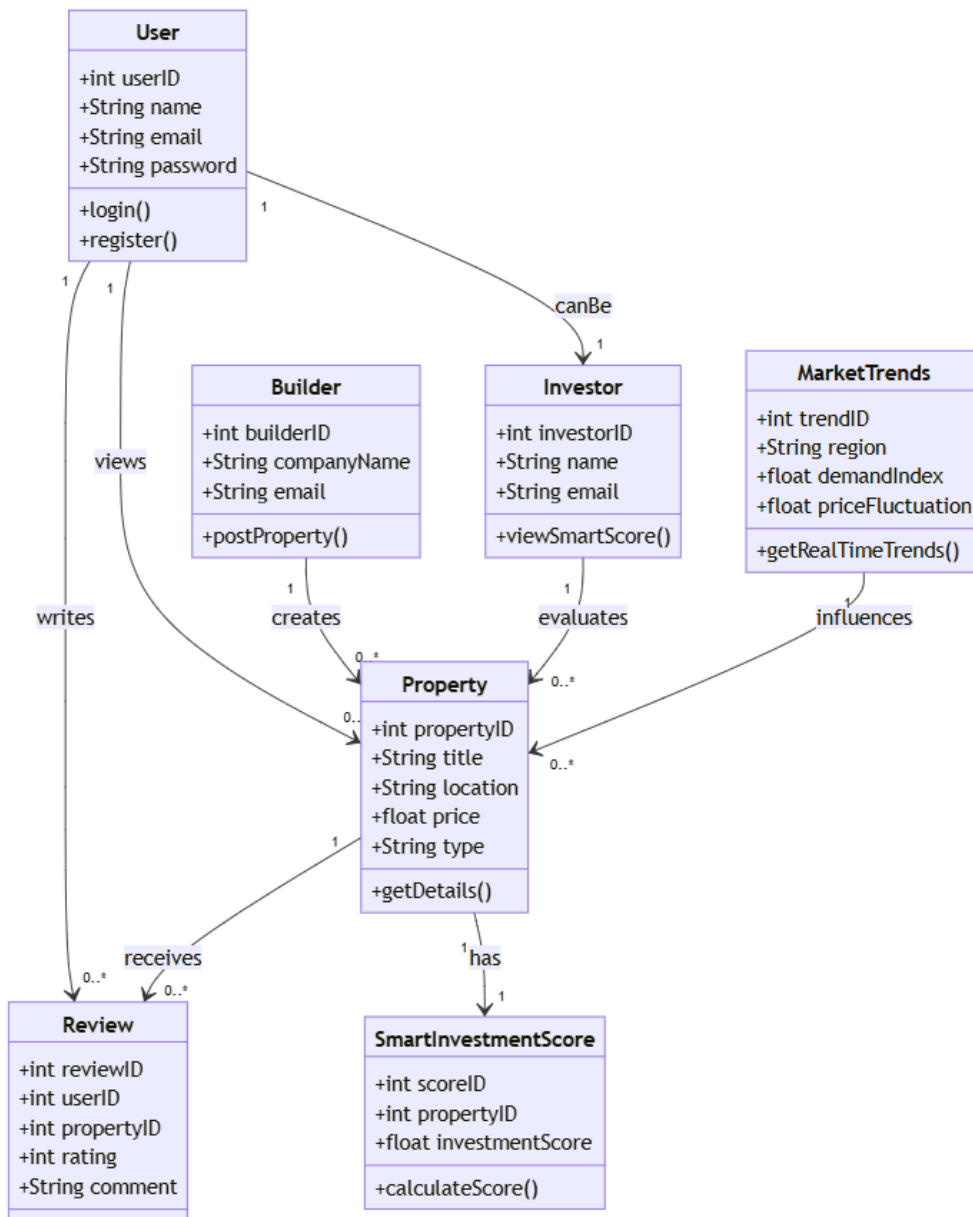 User
+int userID
+String name
+String email
+String password
+login()
+register()
1
1
1
canBe
1
Builder
+int builderID
+String companyName
+String email
+postProperty()
Investor
+int investorID
+String name
+String email
+viewSmartScore()
MarketTrends
+int trendID
+String region
+float demandIndex
+float priceFluctuation
+getRealTimeTrends()
views
writes
1
creates
0..*
1
evaluates
0..*
1
influences
0..*
0..
Property
+int propertyID
+String title
+String location
+float price
+String type
+getDetails()
1
receives
0..*
0..*
1
has
1
Review
+int reviewID
+int userID
+int propertyID
+int rating
+String comment
SmartInvestmentScore
+int scoreID
+int propertyID
+float investmentScore
+calculateScore()